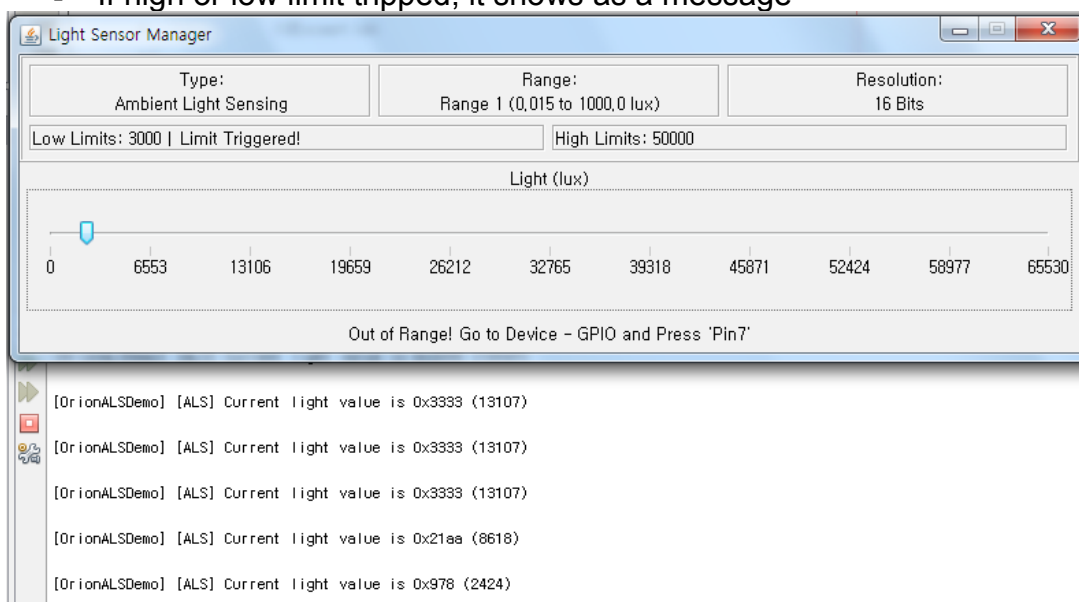 If high or low limit tripped, it shows as a message
Light Sensor Manager
Type:
Ambient Light Sensing
Range:
Range 1 (0,015 to 1000,0 lux)
Resolution:
16 Bits
Low Limits: 3000 | Limit Triggered!
High Limits: 50000
Light (lux)
0 6553 13106 19659 26212 32765 39318 45871 52424 58977 65530
Out of Range! Go to Device - GPIO and Press 'Pin7'
[OrionALSDemo] [ALS] Current light value is 0x3333 (13107)
[OrionALSDemo] [ALS] Current light value is 0x3333 (13107)
[OrionALSDemo] [ALS] Current light value is 0x3333 (13107)
[OrionALSDemo] [ALS] Current light value is 0x21aa (8618)
[OrionALSDemo] [ALS] Current light value is 0x978 (2424)